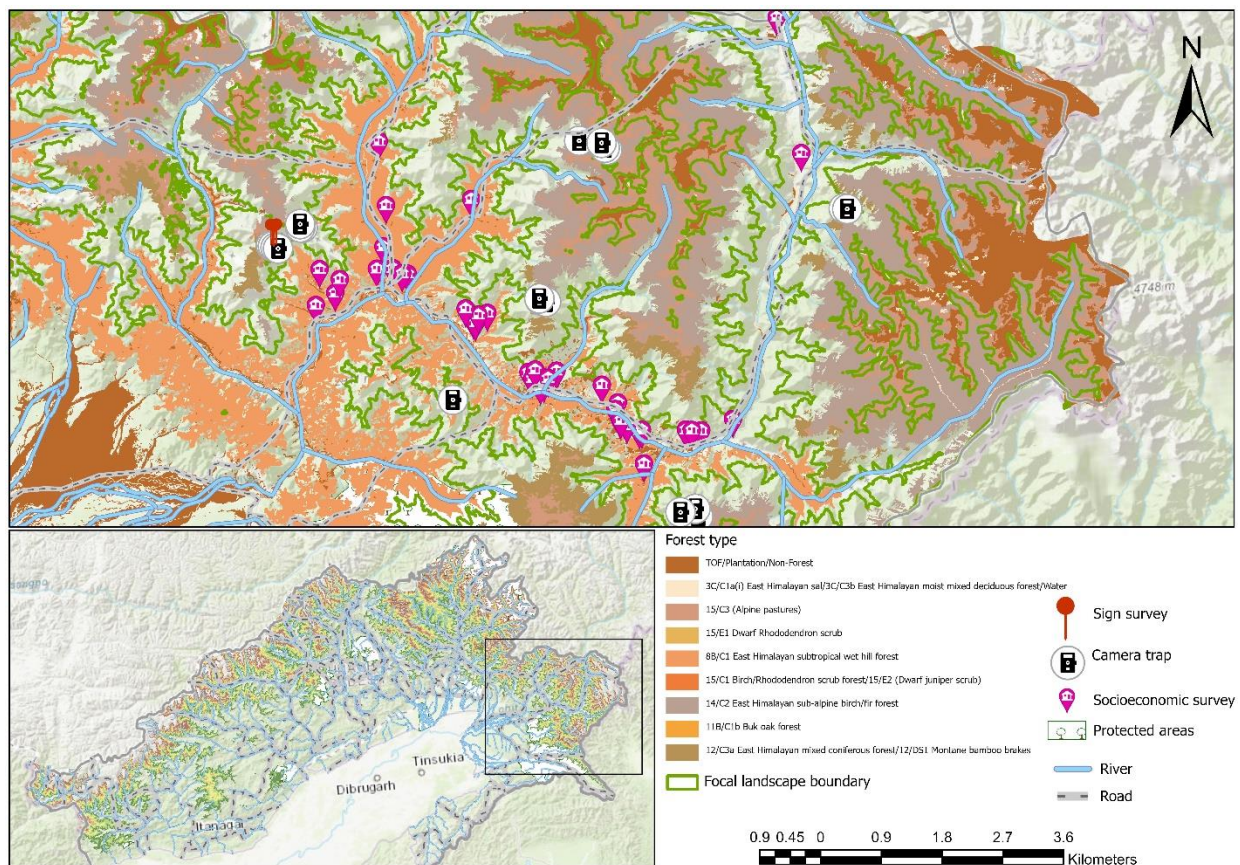 N
4748 m
Dibrugarh
Tinsukia
Itanagar
Forest type
TOF/Plantation/Non-Forest
3C/C1a(i) East Himalayan sal/3C/C3b East Himalayan moist mixed deciduous forest/Water
15/C3 (Alpine pastures)
15/E1 Dwarf Rhododendron scrub
8B/C1 East Himalayan subtropical wet hill forest
15/C1 Birch/Rhododendron scrub forest/15/E2 (Dwarf juniper scrub)
14/C2 East Himalayan sub-alpine birch/fir forest
11B/C1b Buk oak forest
12/C3a East Himalayan mixed coniferous forest/12/DS1 Montane bamboo brakes
Focal landscape boundary
Sign survey
Camera trap
Socioeconomic survey
Protected areas
River
Road
0.9 0.45 0 0.9 1.8 2.7 3.6
Kilometers